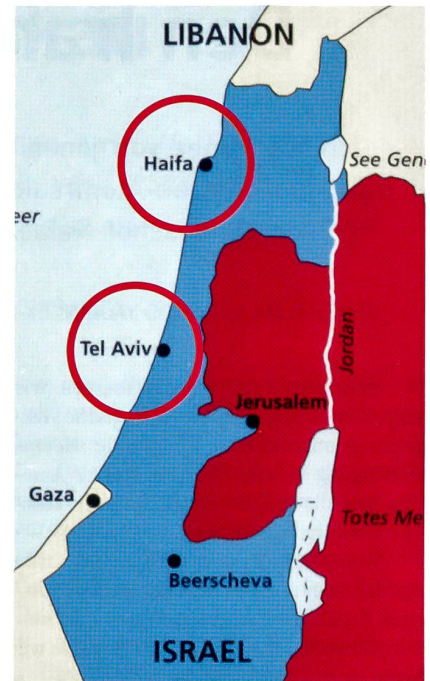 LIBANON
Haifa
See Gen
eer
Tel Aviv
Jordan
Jerusalem
Gaza
Totes Me
Beerscheva
ISRAEL